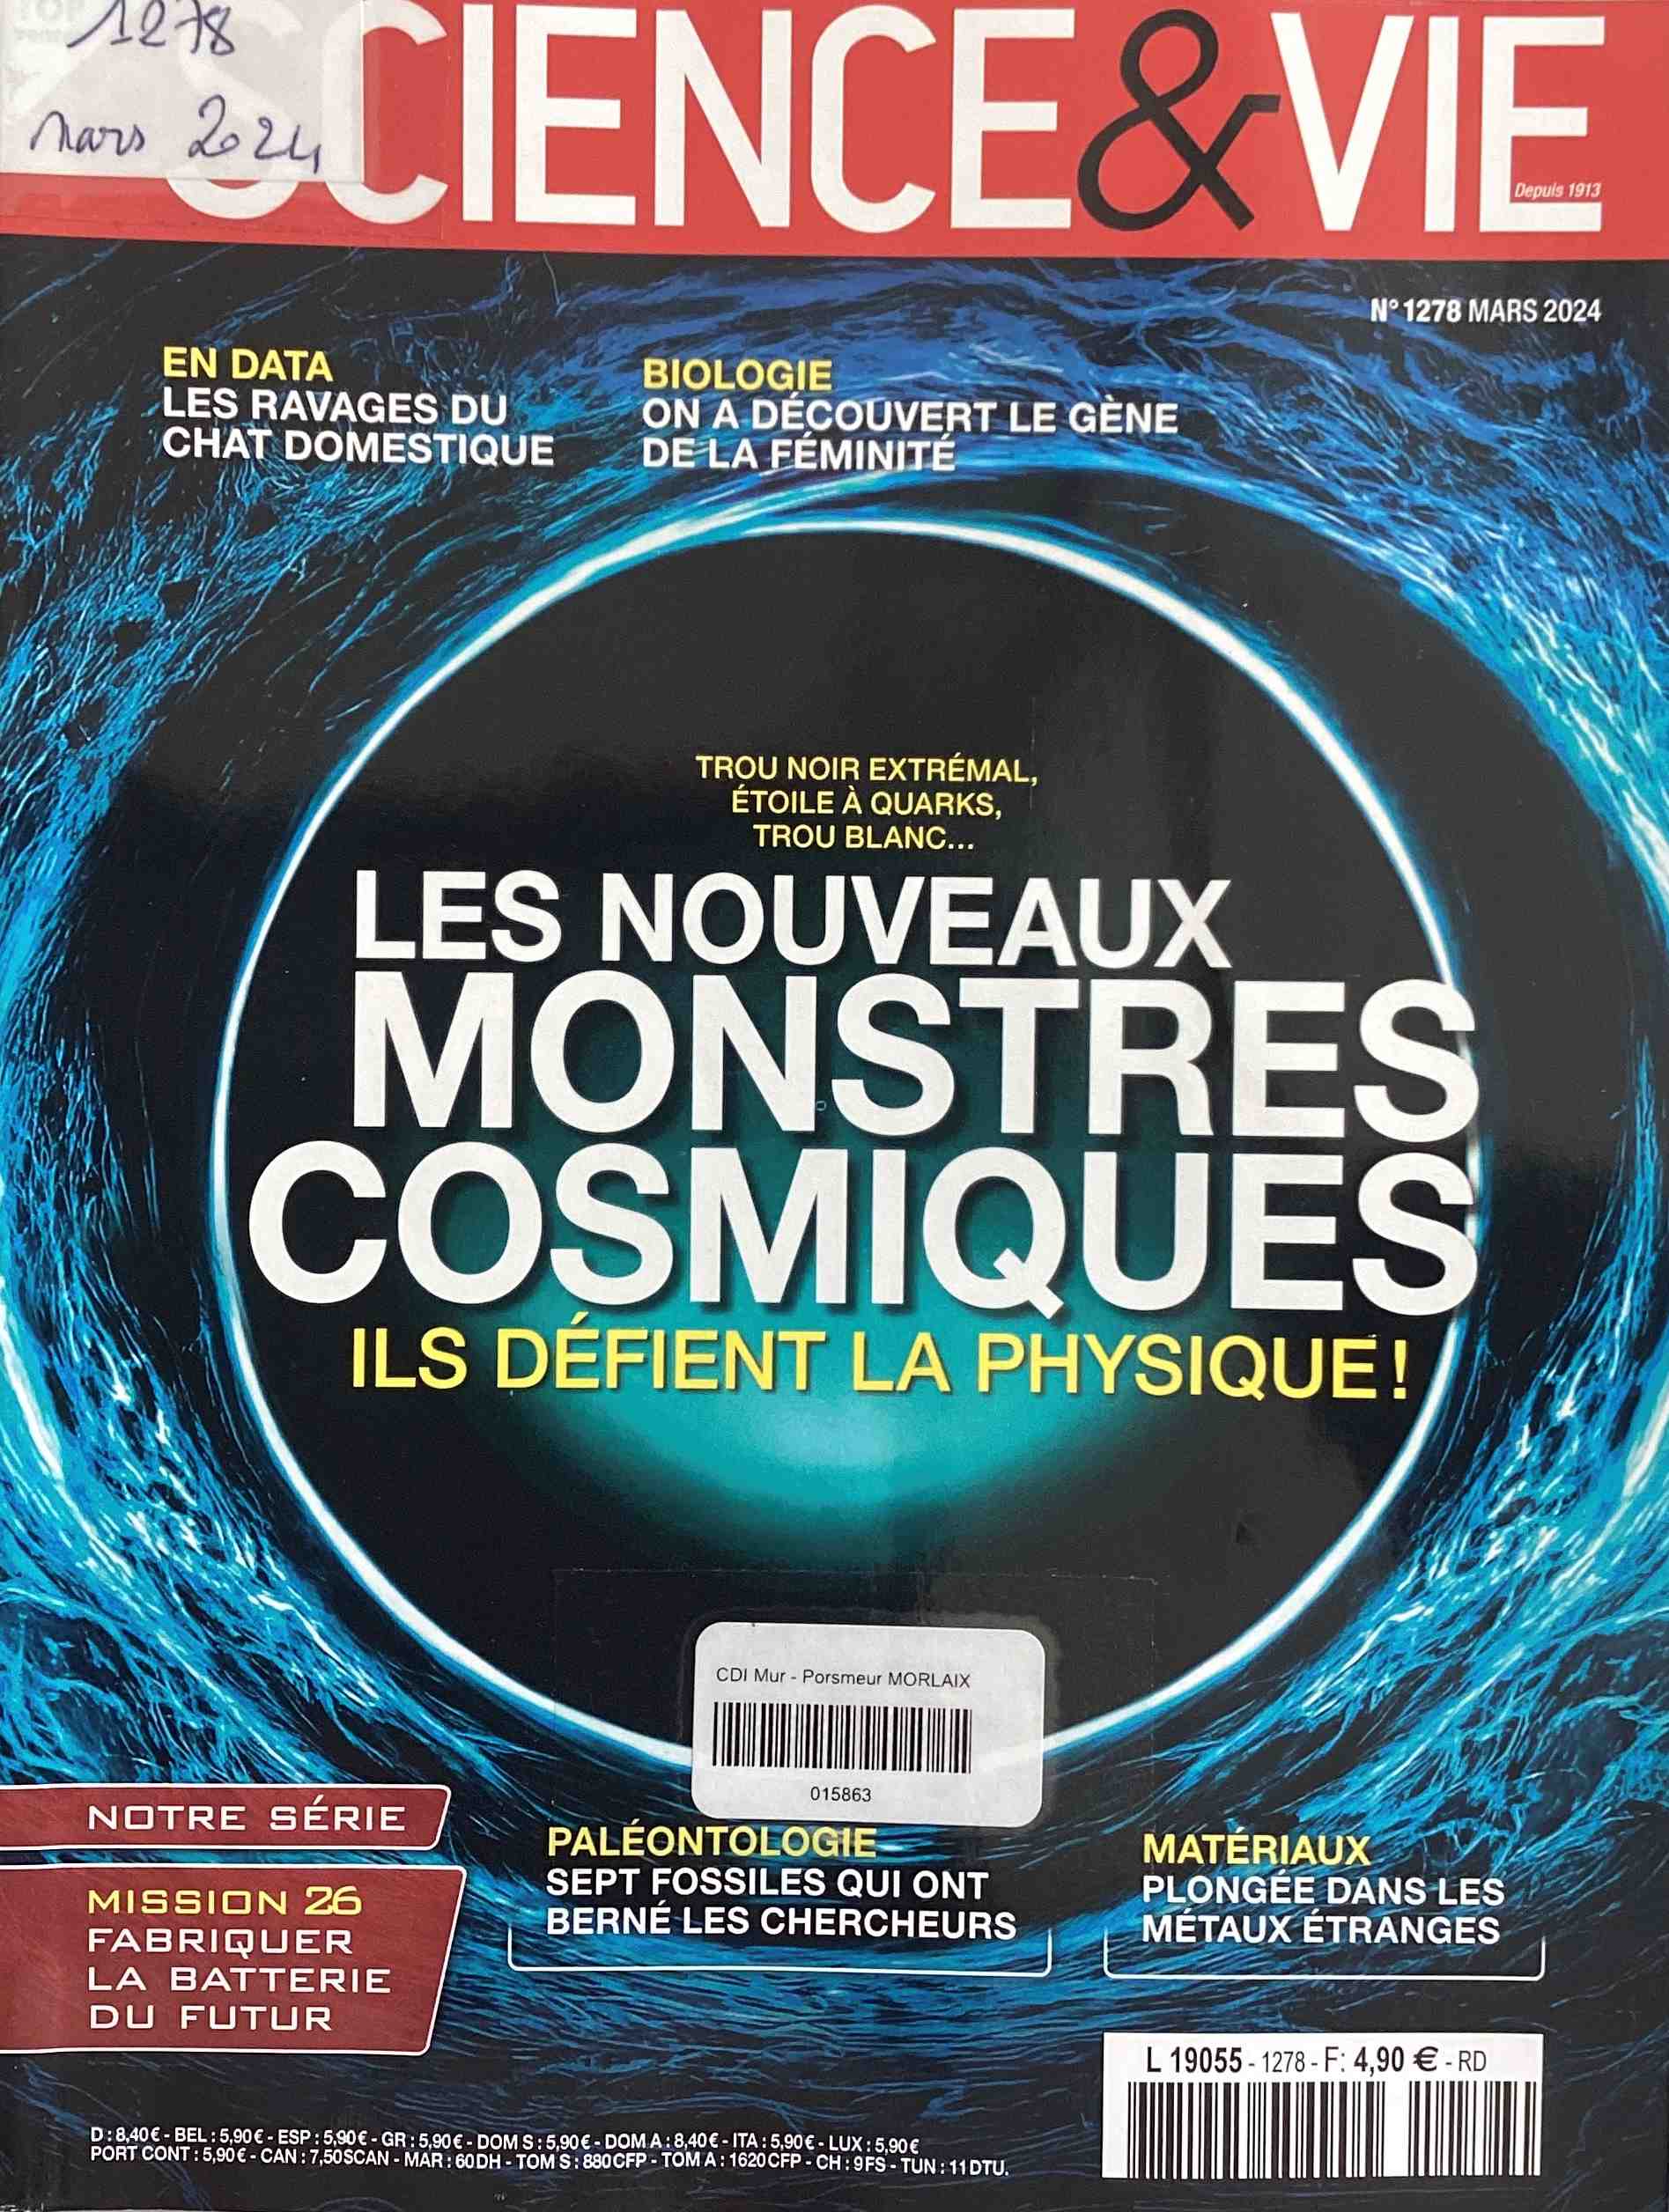 1278
mars 2024
SCIENCE&VIE
Depuis 1913
N° 1278 MARS 2024
EN DATA
LES RAVAGES DU
CHAT DOMESTIQUE
BIOLOGIE
ON A DÉCOUVERT LE GÈNE
DE LA FÉMINITÉ
TROU NOIR EXTRÉMAL,
ÉTOILE À QUARKS,
TROU BLANC...
LES NOUVEAUX
MONSTRES
COSMIQUES
ILS DÉFIENT LA PHYSIQUE !
CDI Mur - Porsmeur MORLAIX
015863
NOTRE SÉRIE
MISSION 26
FABRIQUER
LA BATTERIE
DU FUTUR
PALÉONTOLOGIE
SEPT FOSSILES QUI ONT
BERNÉ LES CHERCHEURS
MATÉRIAUX
PLONGÉE DANS LES
MÉTAUX ÉTRANGES
L 19055 - 1278 - F: 4,90 € - RD
D : 8,40 € - BEL : 5,90 € - ESP : 5,90 € - GR : 5,90 € - DOM S : 5,90 € - DOM A : 8,40 € - ITA : 5,90 € - LUX : 5,90 €
PORT CONT : 5,90 € - CAN : 7,50 $CAN - MAR : 60 DH - TOM S : 880 CFP - TOM A : 1620 CFP - CH : 9 FS - TUN : 11 DTU.